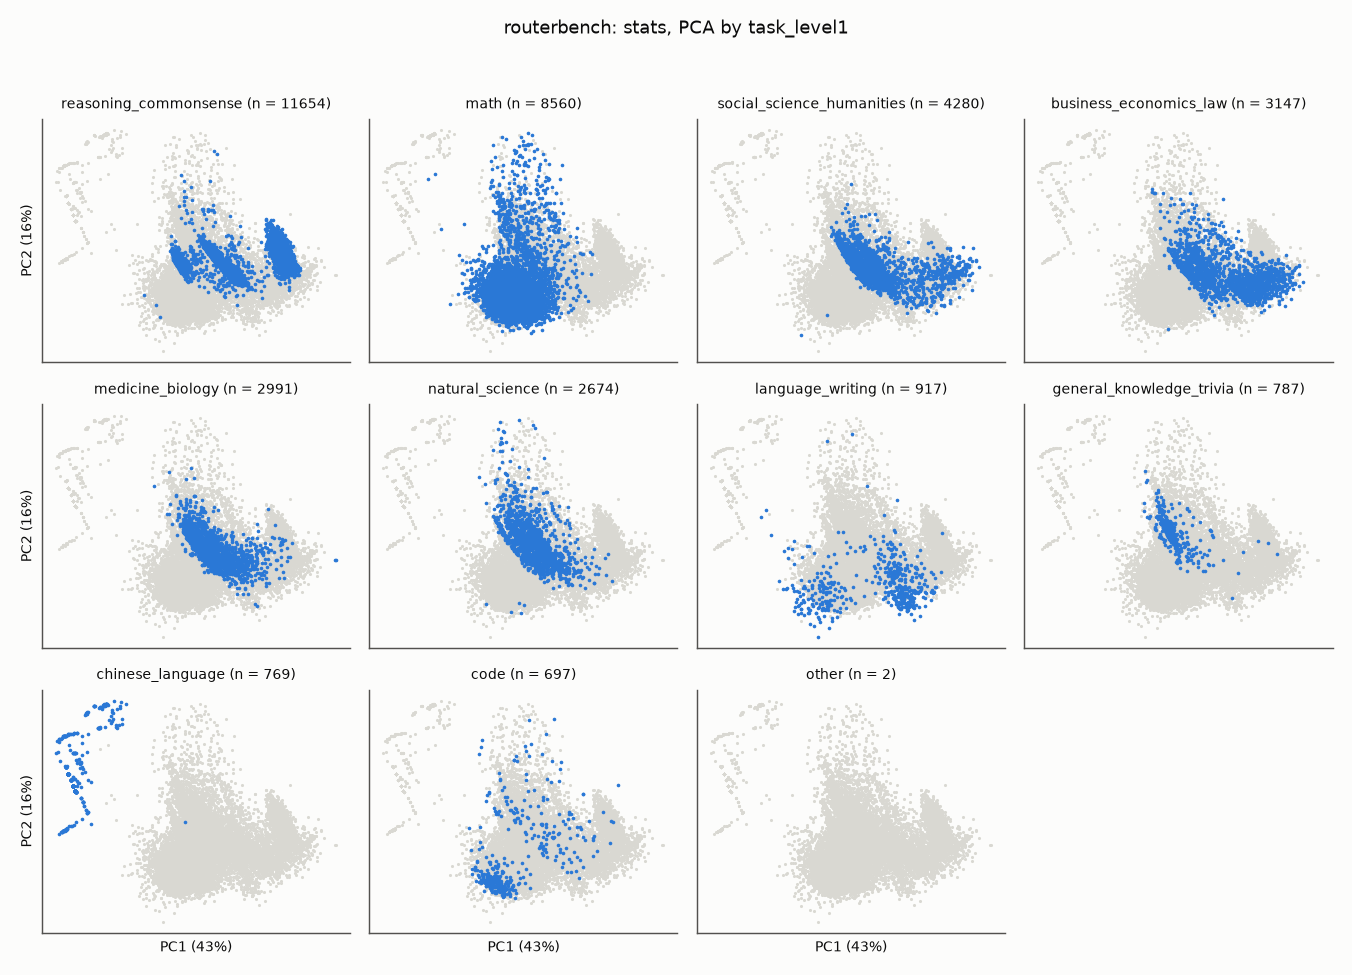 routerbench: stats, PCA by task_level1
reasoning_commonsense (n = 11654)
math (n = 8560)
social_science_humanities (n = 4280)
business_economics_law (n = 3147)
PC2 (16%)
medicine_biology (n = 2991)
natural_science (n = 2674)
language_writing (n = 917)
general_knowledge_trivia (n = 787)
PC2 (16%)
chinese_language (n = 769)
code (n = 697)
other (n = 2)
PC2 (16%)
PC1 (43%)
PC1 (43%)
PC1 (43%)